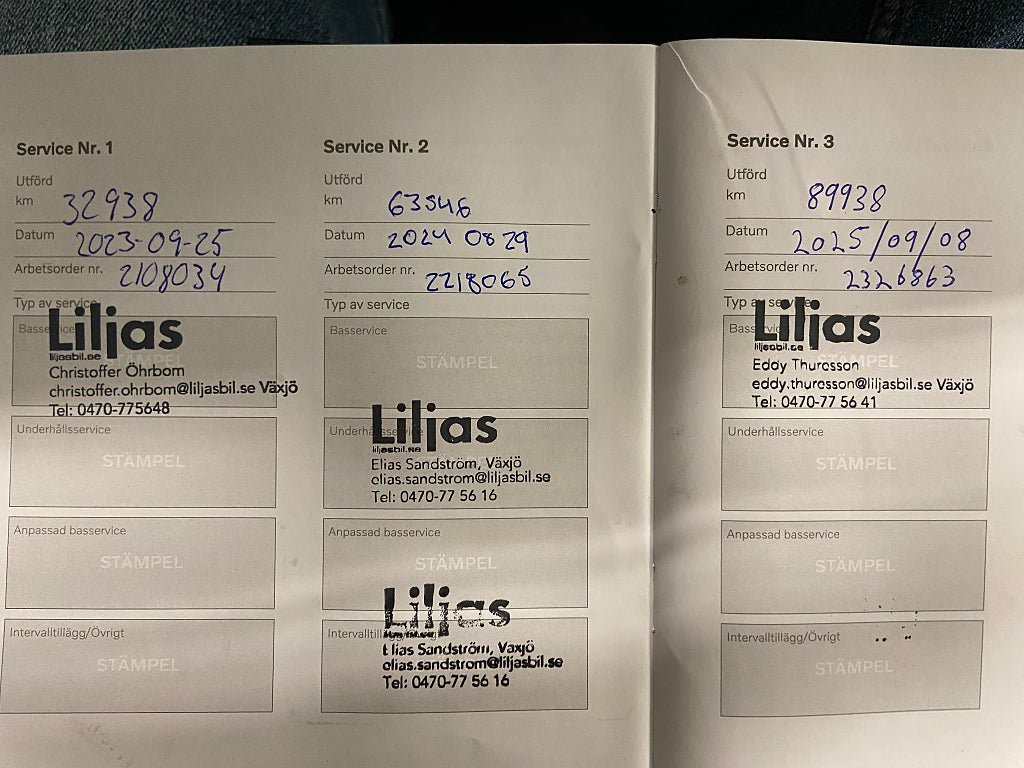 Service Nr. 1
Utförd
km 32938
Datum 2023-09-25
Arbetsorder nr. 2108034
Typ av service
Liljas
Basservice
liljasbil.se
STÄMPEL
Christoffer Öhrbom
christoffer.ohrbom@liljasbil.se Växjö
Tel: 0470-775648
Underhållsservice
STÄMPEL
Anpassad basservice
STÄMPEL
Intervalltillägg/Övrigt
STÄMPEL
Service Nr. 2
Utförd
km 63546
Datum 2024 08 29
Arbetsorder nr. 2218065
Typ av service
Basservice
STÄMPEL
Liljas
Underhållsservice
liljasbil.se
STÄMPEL
Elias Sandström, Växjö
elias.sandstrom@liljasbil.se
Tel: 0470-77 56 16
Anpassad basservice
STÄMPEL
Liljas
Intervalltillägg/Övrigt
Elias Sandström, Växjö
elias.sandstrom@liljasbil.se
Tel: 0470-77 56 16
Service Nr. 3
Utförd
km 89938
Datum 2025/09/08
Arbetsorder nr. 2326863
Typ av service
Liljas
Basservice
liljasbil.se
STÄMPEL
Eddy Thuresson
eddy.thuresson@liljasbil.se Växjö
Tel: 0470-77 56 41
Underhållsservice
STÄMPEL
Anpassad basservice
STÄMPEL
Intervalltillägg/Övrigt
STÄMPEL